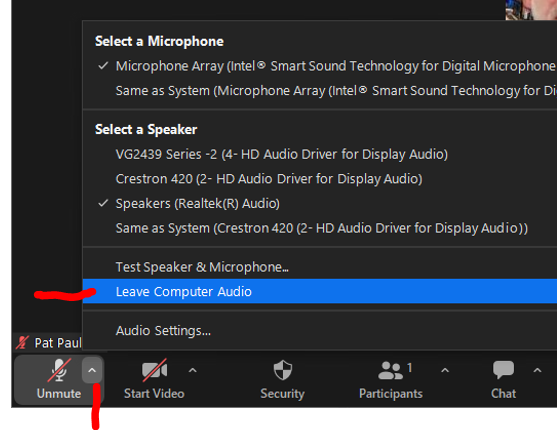 Select a Microphone
Microphone Array (Intel® Smart Sound Technology for Digital Microphone
Same as System (Microphone Array (Intel® Smart Sound Technology for Di
Select a Speaker
VG2439 Series -2 (4- HD Audio Driver for Display Audio)
Crestron 420 (2- HD Audio Driver for Display Audio)
Speakers (Realtek(R) Audio)
Same as System (Crestron 420 (2- HD Audio Driver for Display Audio))
Test Speaker & Microphone...
Leave Computer Audio
Audio Settings...
Pat Paul
Unmute
Start Video
Security
1
Participants
Chat